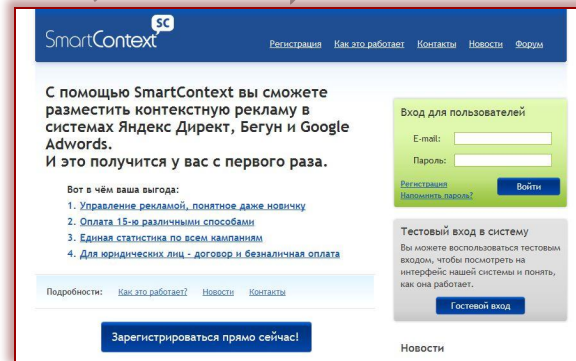 SmartContext SC
Регистрация Как это работает Контакты Новости Форум
С помощью SmartContext вы сможете
разместить контекстную рекламу в
системах Яндекс Директ, Бегун и Google
Adwords.
И это получится у вас с первого раза.
Вот в чём ваша выгода:
1. Управление рекламой, понятное даже новичку
2. Оплата 15-ю различными способами
3. Единая статистика по всем кампаниям
4. Для юридических лиц - договор и безналичная оплата
Подробности: Как это работает? Новости Контакты
Зарегистрироваться прямо сейчас!
Вход для пользователей
E-mail:
Пароль:
Регистрация
Напомнить пароль?
Войти
Тестовый вход в систему
Вы можете воспользоваться тестовым
входом, чтобы посмотреть на
интерфейс нашей системы и понять,
как она работает.
Гостевой вход
Новости